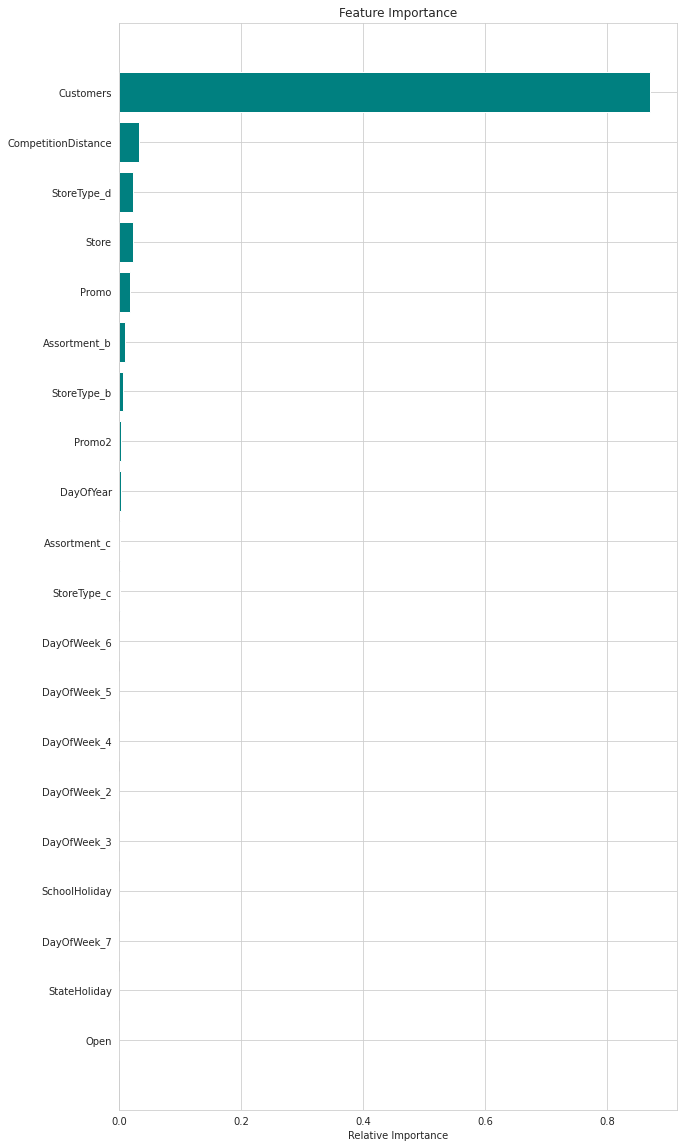 Feature Importance
Customers
CompetitionDistance
StoreType_d
Store
Promo
Assortment_b
StoreType_b
Promo2
DayOfYear
Assortment_c
StoreType_c
DayOfWeek_6
DayOfWeek_5
DayOfWeek_4
DayOfWeek_2
DayOfWeek_3
SchoolHoliday
DayOfWeek_7
StateHoliday
Open
0.0 0.2 0.4 0.6 0.8
Relative Importance